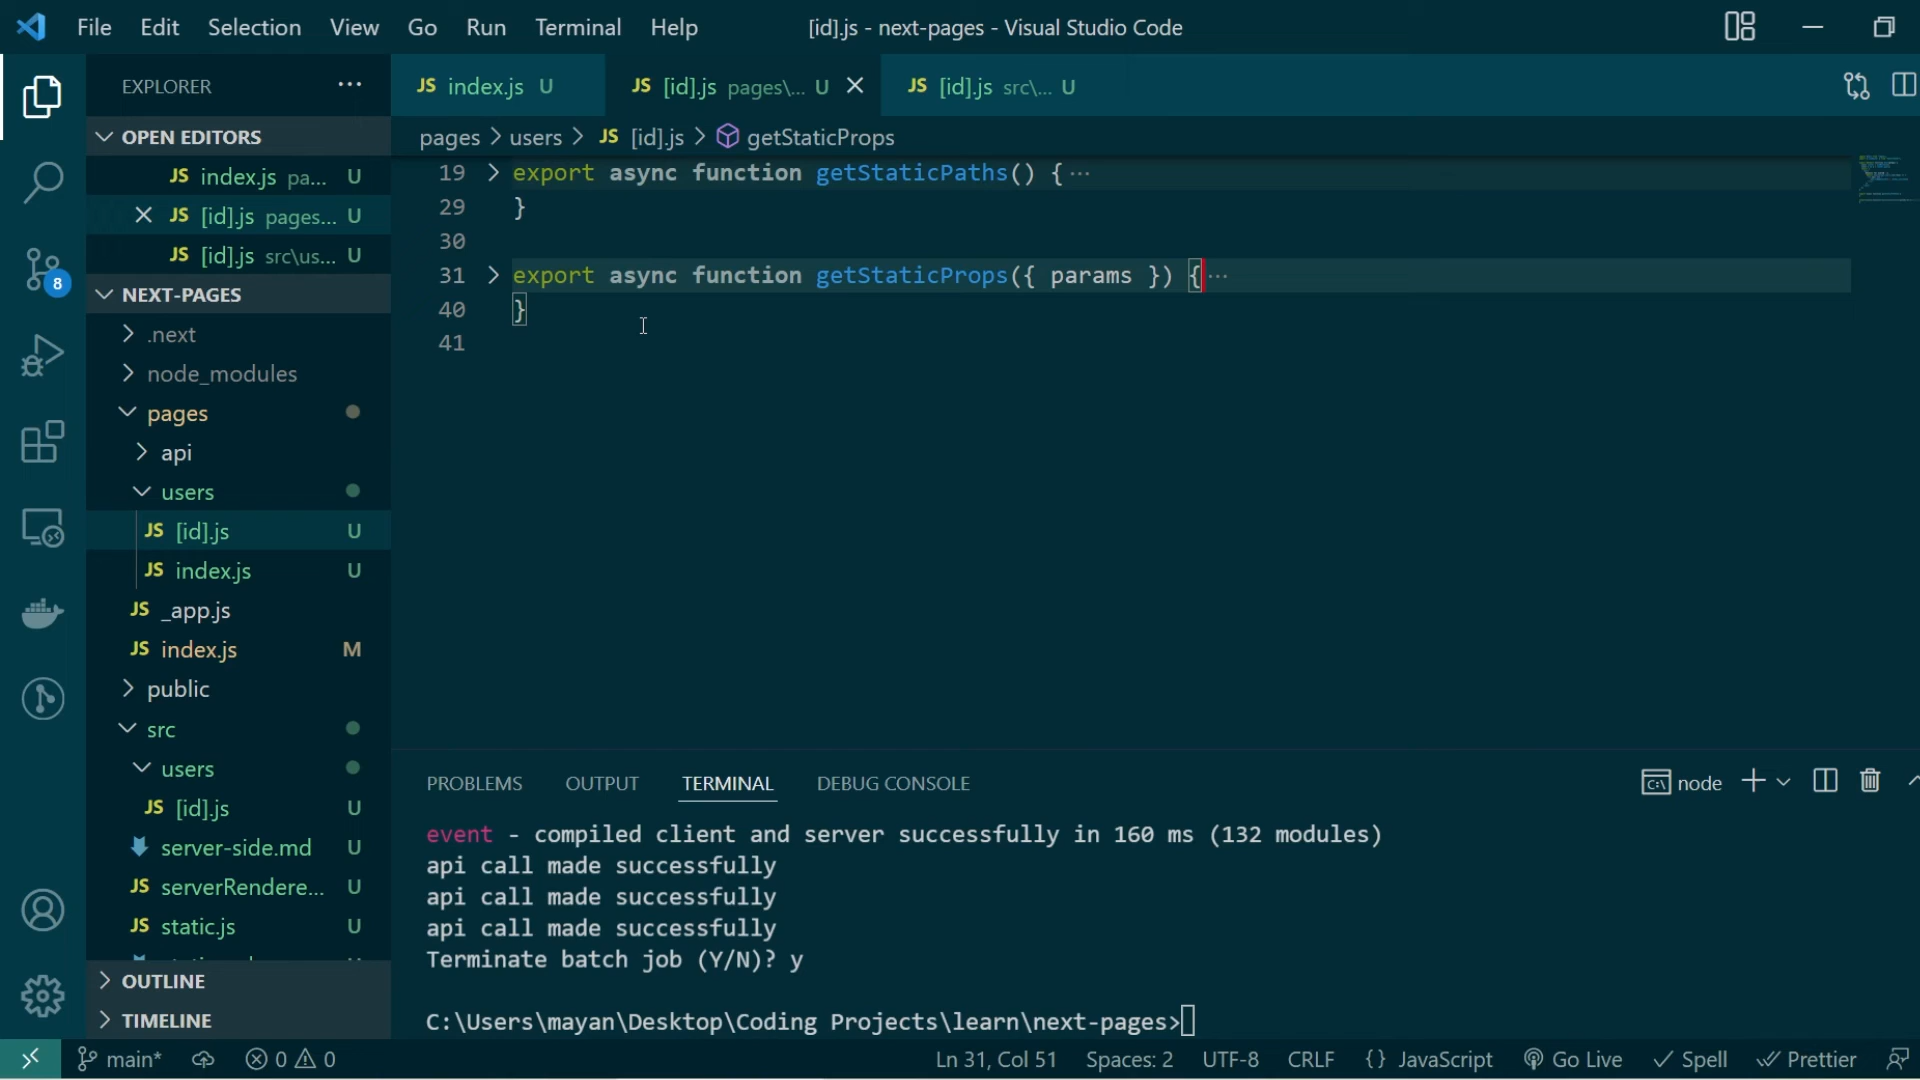 File Edit Selection View Go Run Terminal Help [id].js - next-pages - Visual Studio Code
EXPLORER ···
JS index.js U
JS [id].js pages\... U
JS [id].js src\... U
OPEN EDITORS
pages > users > JS [id].js > getStaticProps
JS index.js pa... U
JS [id].js pages... U
JS [id].js src\us... U
NEXT-PAGES
.next
node_modules
pages
api
users
JS [id].js U
JS index.js U
JS _app.js
JS index.js M
public
src
users
JS [id].js U
server-side.md U
JS serverRendere... U
JS static.js U
OUTLINE
TIMELINE
8
19 export async function getStaticPaths() {···
29 }
30
31 export async function getStaticProps({ params }) {···
40 }
41
PROBLEMS OUTPUT TERMINAL DEBUG CONSOLE
node
event - compiled client and server successfully in 160 ms (132 modules)
api call made successfully
api call made successfully
api call made successfully
Terminate batch job (Y/N)? y
C:\Users\mayan\Desktop\Coding Projects\learn\next-pages>
main* 0 0 Ln 31, Col 51 Spaces: 2 UTF-8 CRLF {} JavaScript Go Live Spell Prettier